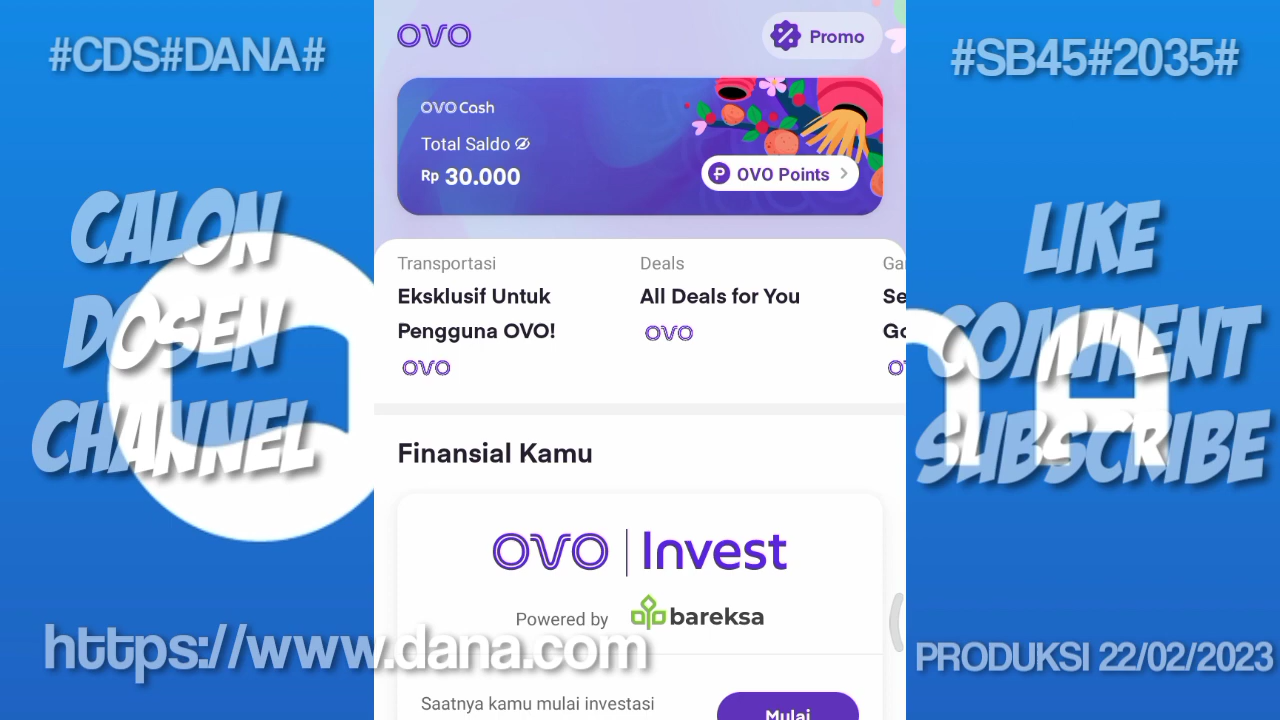 #CDS#DANA#
CALON
DOSEN
CHANNEL
https://www.dana.com
OVO
Promo
OVO Cash
Total Saldo
Rp 30.000
OVO Points
Transportasi
Eksklusif Untuk
Pengguna OVO!
OVO
Deals
All Deals for You
OVO
Finansial Kamu
OVO | Invest
Powered by bareksa
Saatnya kamu mulai investasi
Mulai
#SB45#2035#
LIKE
COMMENT
SUBSCRIBE
PRODUKSI 22/02/2023